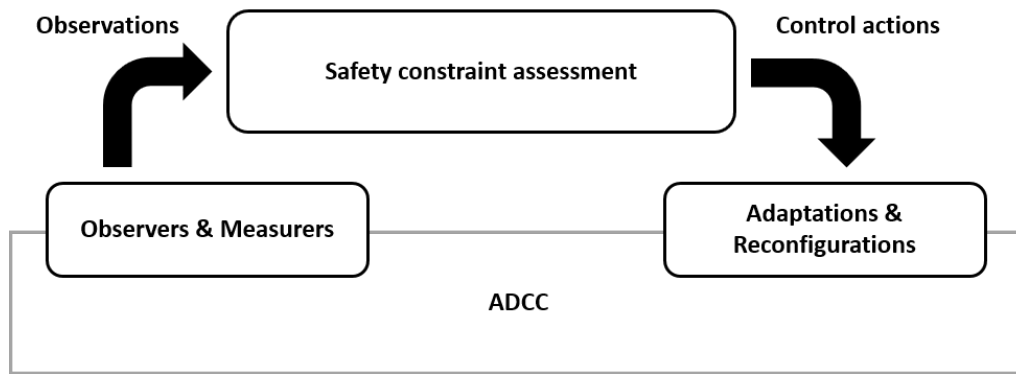 Observations
Control actions
Safety constraint assessment
Observers & Measurers
Adaptations &
Reconfigurations
ADCC